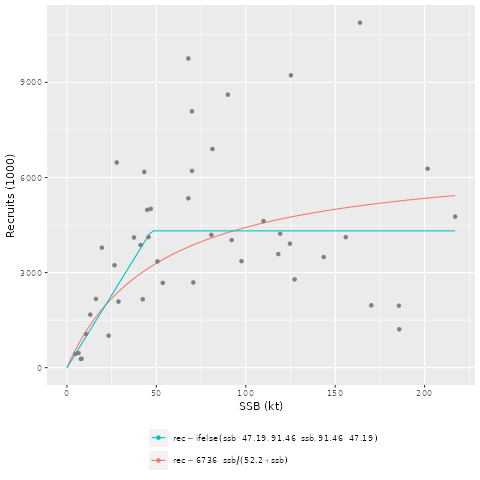 9000
6000
3000
0
Recruits (1000)
0
50
100
150
200
SSB (kt)
rec ~ ifelse(ssb 47.19, 91.46 ssb, 91.46 47.19)
rec ~ 6736 ssb/(52.2+ssb)